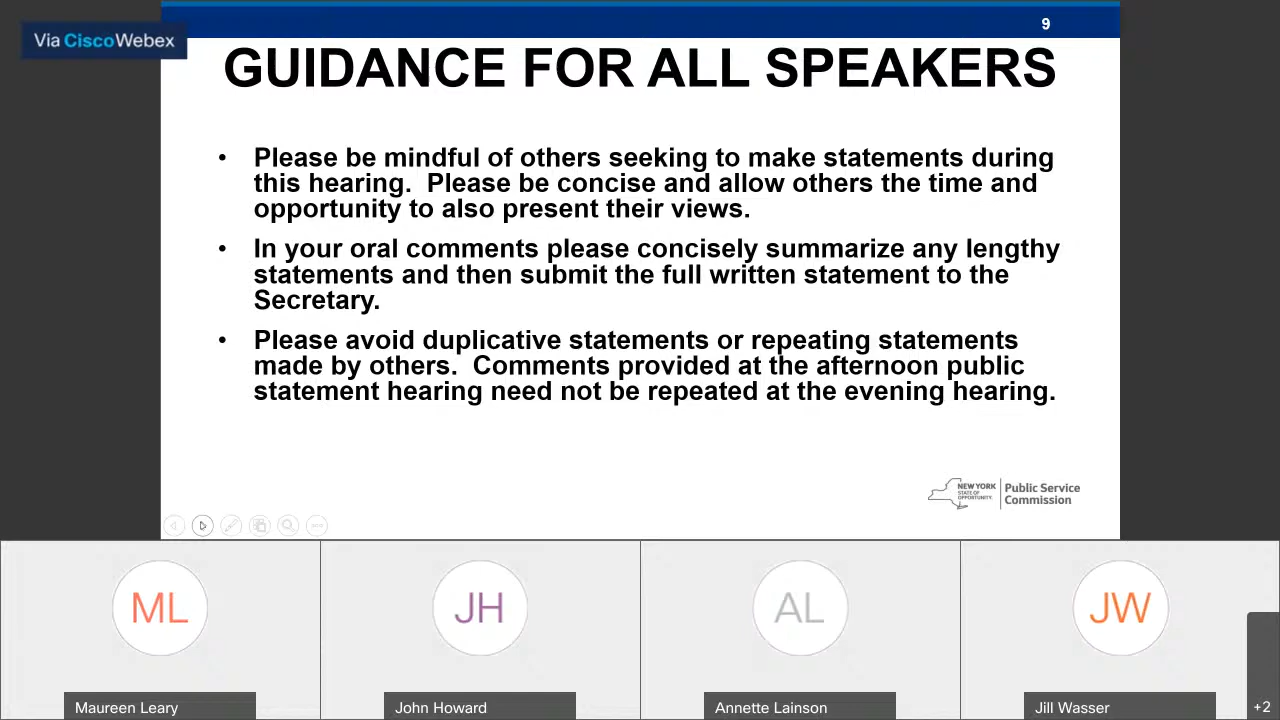 Via CiscoWebex
9
GUIDANCE FOR ALL SPEAKERS
• Please be mindful of others seeking to make statements during
this hearing.  Please be concise and allow others the time and
opportunity to also present their views.
• In your oral comments please concisely summarize any lengthy
statements and then submit the full written statement to the
Secretary.
• Please avoid duplicative statements or repeating statements
made by others.  Comments provided at the afternoon public
statement hearing need not be repeated at the evening hearing.
NEW YORK
STATE OF
OPPORTUNITY.
Public Service
Commission
ML
JH
AL
JW
Maureen Leary
John Howard
Annette Lainson
Jill Wasser
+2